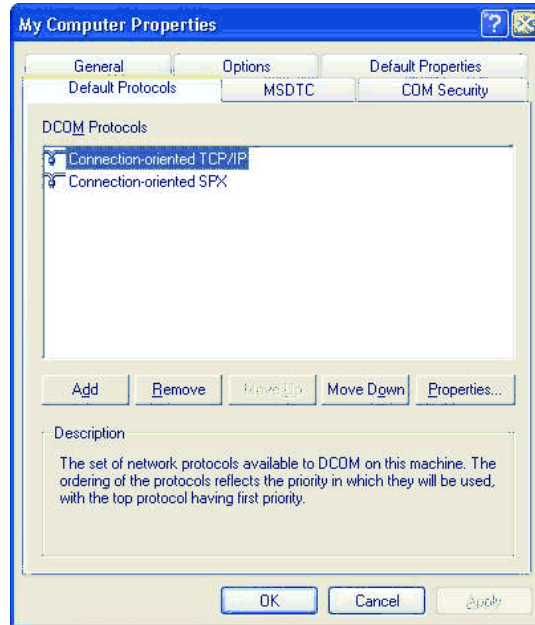 My Computer Properties
General Options Default Properties
Default Protocols MSDTC COM Security
DCOM Protocols
Connection-oriented TCP/IP
Connection-oriented SPX
Add Remove Move Up Move Down Properties...
Description
The set of network protocols available to DCOM on this machine. The
ordering of the protocols reflects the priority in which they will be used,
with the top protocol having first priority.
OK Cancel Apply